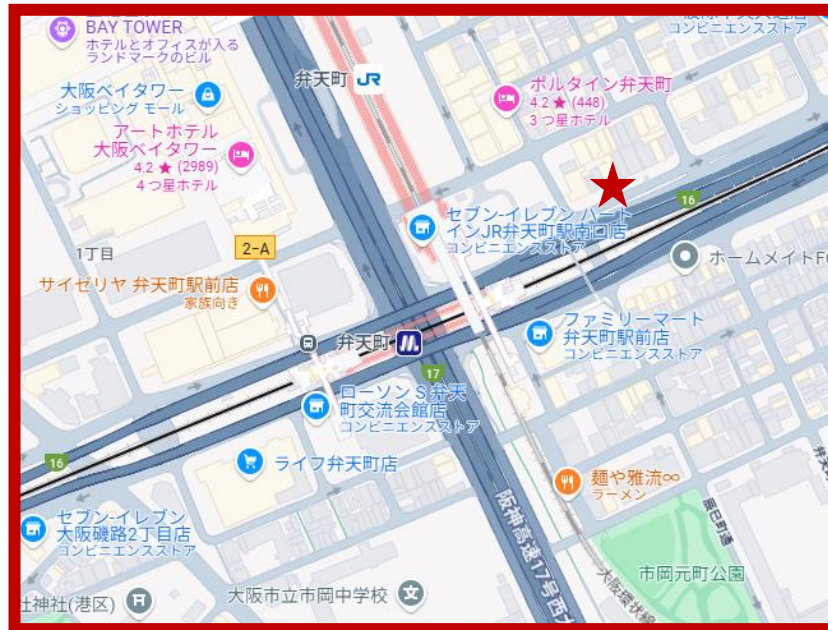 BAY TOWER
ホテルとオフィスが入る
ランドマークのビル
コンビニエンスストア
弁天町 JR
大阪ベイタワー
ショッピング モール
ポルタイン弁天町
4.2 ★ (448)
3 つ星ホテル
アートホテル
大阪ベイタワー
4.2 ★ (2989)
4 つ星ホテル
16
セブン-イレブン ハート
インJR弁天町駅南口店
コンビニエンスストア
2-A
1丁目
ホームメイトFC
サイゼリヤ 弁天町駅前店
家族向き
ファミリーマート
弁天町駅前店
コンビニエンスストア
弁天町
17
ローソン S 弁天
町交流会館店
コンビニエンスストア
16
ライフ弁天町店
麺や雅流∞
ラーメン
阪神高速17号西大
セブン-イレブン
大阪磯路2丁目店
コンビニエンスストア
辰巳町通
市岡元町公園
大阪環状線
大阪市立市岡中学校
神社(港区)